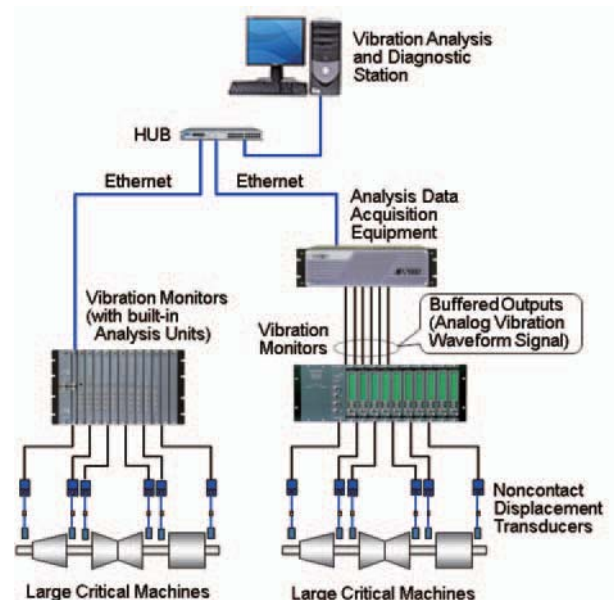 Vibration Analysis
and Diagnostic
Station
HUB
Ethernet
Ethernet
Analysis Data
Acquisition
Equipment
Vibration Monitors
(with built-in
Analysis Units)
Vibration
Monitors
Buffered Outputs
(Analog Vibration
Waveform Signal)
Noncontact
Displacement
Transducers
Large Critical Machines
Large Critical Machines